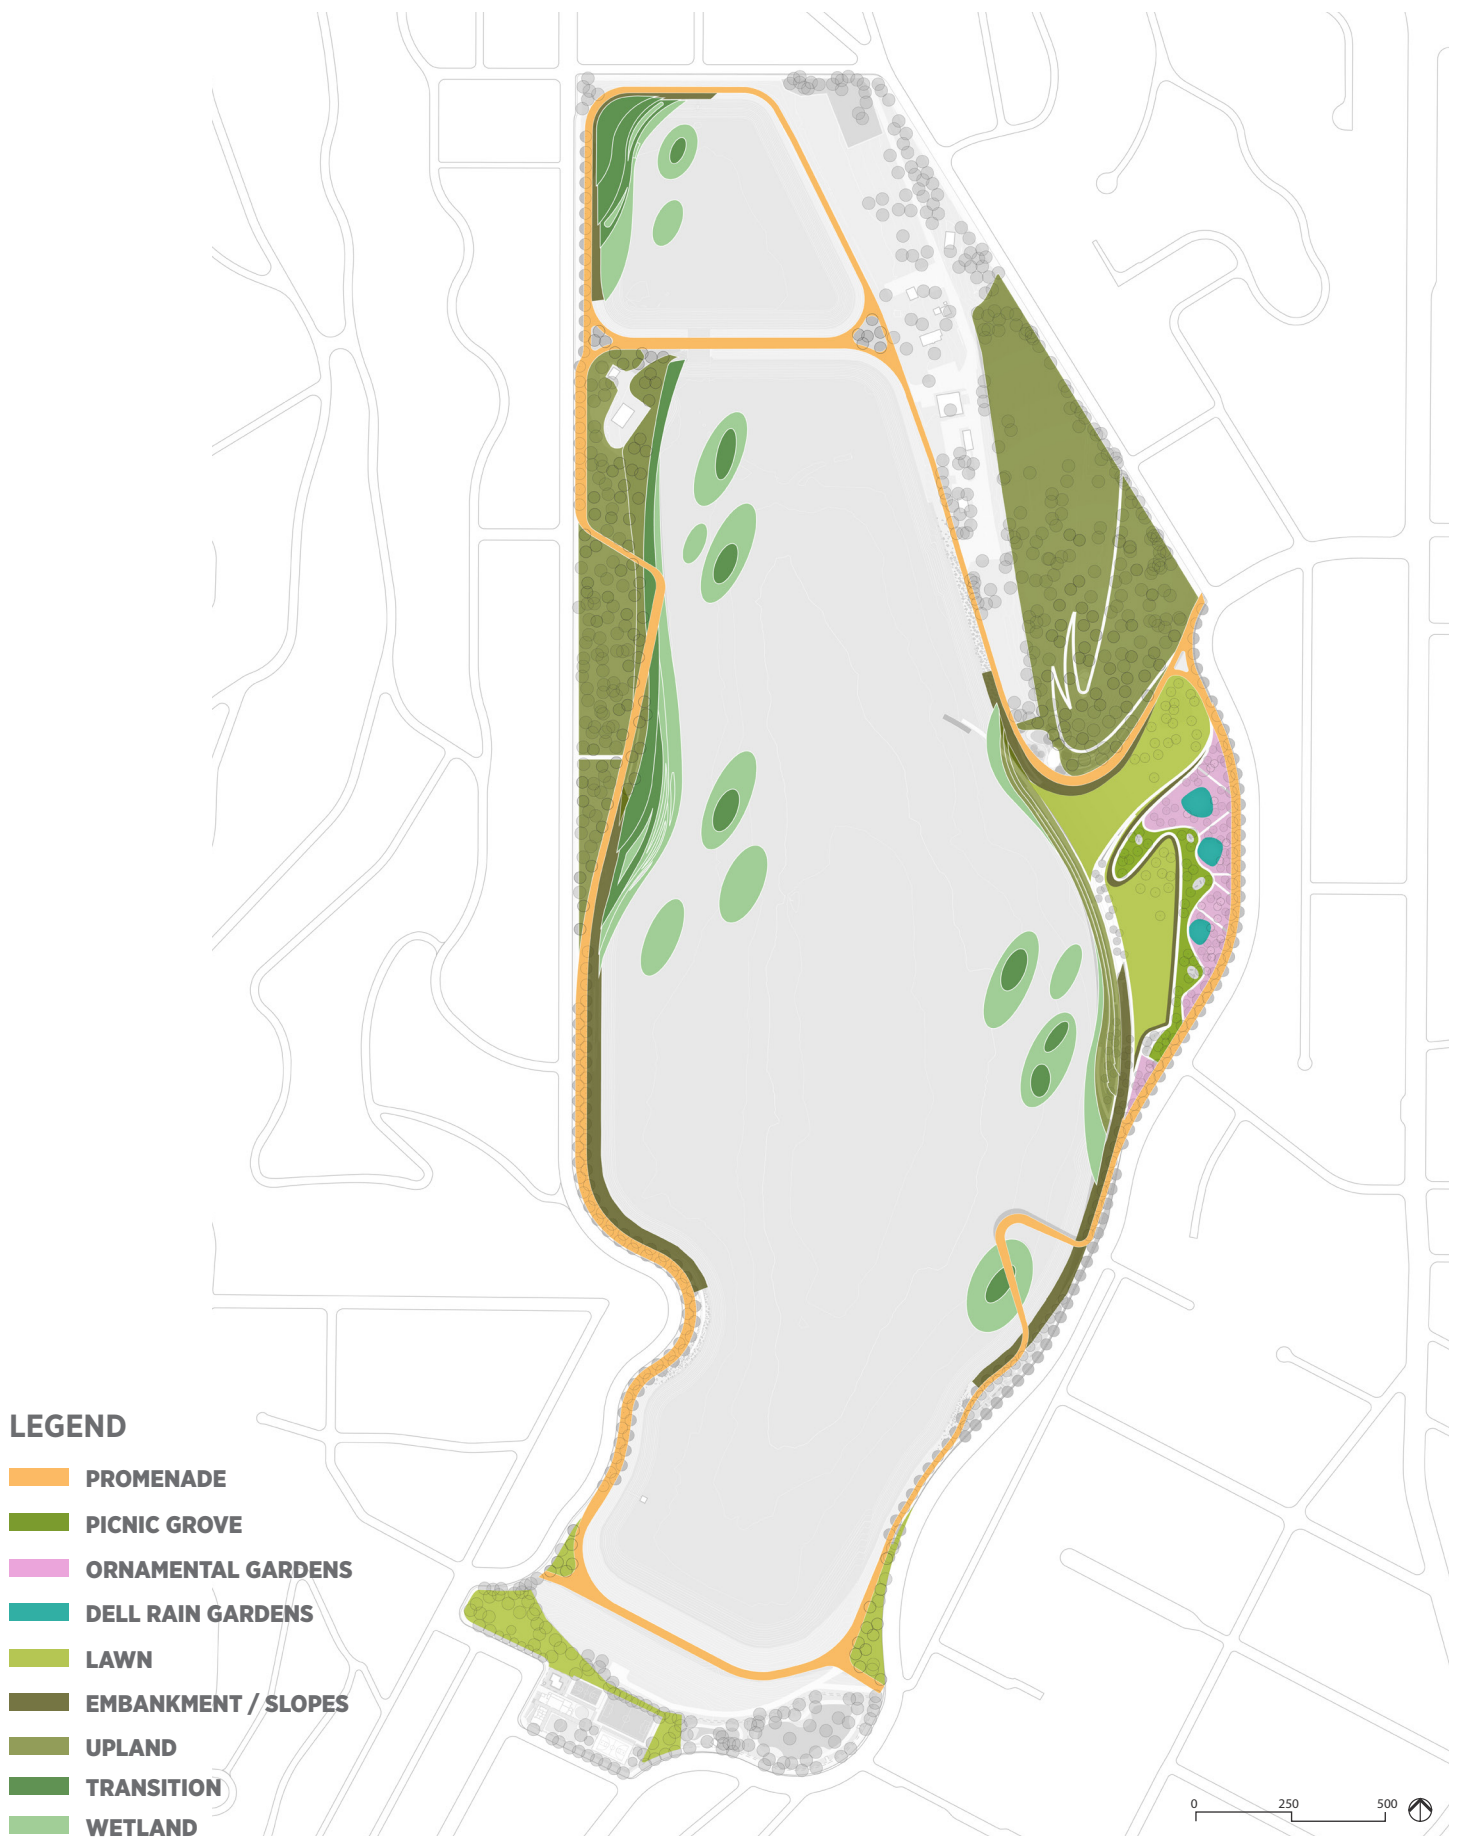 LEGEND
PROMENADE
PICNIC GROVE
ORNAMENTAL GARDENS
DELL RAIN GARDENS
LAWN
EMBANKMENT / SLOPES
UPLAND
TRANSITION
WETLAND
0 250 500